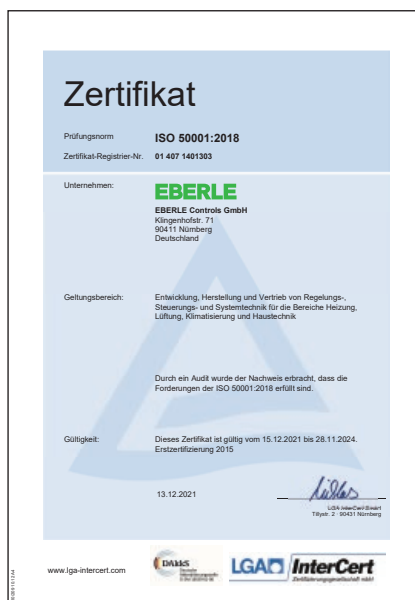 Zertifikat
Prüfungsnorm ISO 50001:2018
Zertifikat-Registrier-Nr. 01 407 1401303
Unternehmen:
EBERLE
EBERLE Controls GmbH
Klingenhofstr. 71
90411 Nürnberg
Deutschland
Geltungsbereich: Entwicklung, Herstellung und Vertrieb von Regelungs-,
Steuerungs- und Systemtechnik für die Bereiche Heizung,
Lüftung, Klimatisierung und Haustechnik
Durch ein Audit wurde der Nachweis erbracht, dass die
Forderungen der ISO 50001:2018 erfüllt sind.
Gültigkeit: Dieses Zertifikat ist gültig vom 15.12.2021 bis 28.11.2024.
Erstzertifizierung 2015
13.12.2021
LGA InterCert GmbH
Tillystr. 2 · 90431 Nürnberg
www.lga-intercert.com
DAkkS
Deutsche
Akkreditierungsstelle
LGA InterCert
Zertifizierungsgesellschaft mbH